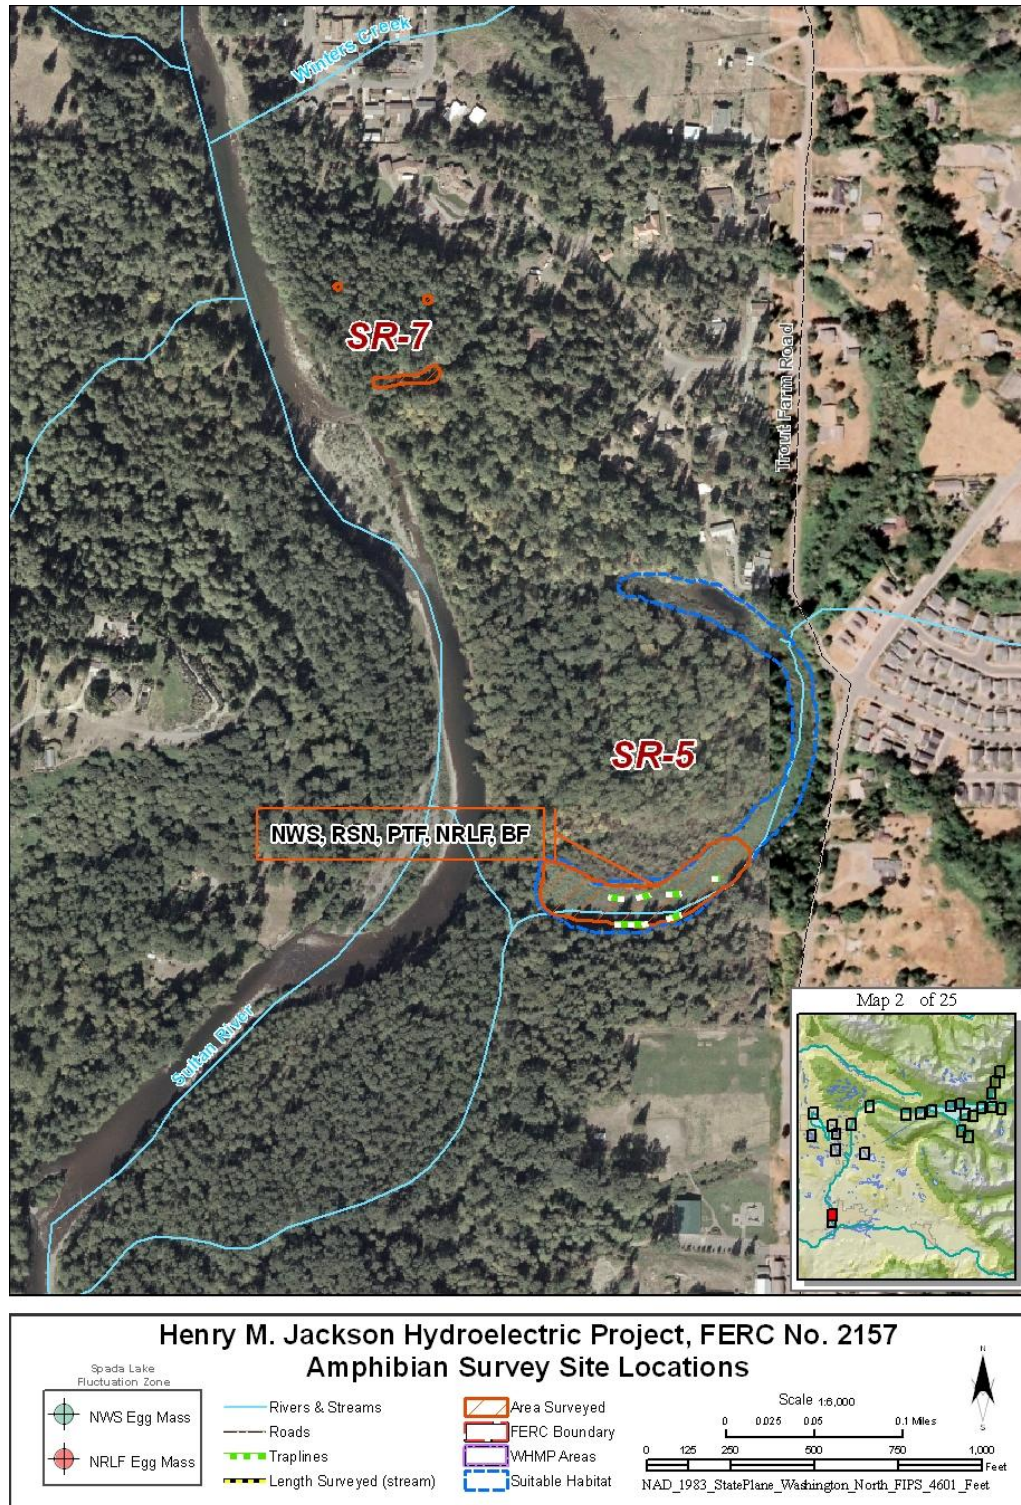 Winters Creek
SR-7
Trout Farm Road
SR-5
NWS, RSN, PTF, NRLF, BF
Sultan River
Map 2 of 25
Henry M. Jackson Hydroelectric Project, FERC No. 2157
Amphibian Survey Site Locations
Spada Lake
Fluctuation Zone
NWS Egg Mass
NRLF Egg Mass
Rivers & Streams
Roads
Traplines
Length Surveyed (stream)
Area Surveyed
FERC Boundary
WHMP Areas
Suitable Habitat
N
S
Scale 1:6,000
0 0.025 0.05 0.1 Miles
0 125 250 500 750 1,000
Feet
NAD_1983_StatePlane_Washington_North_FIPS_4601_Feet